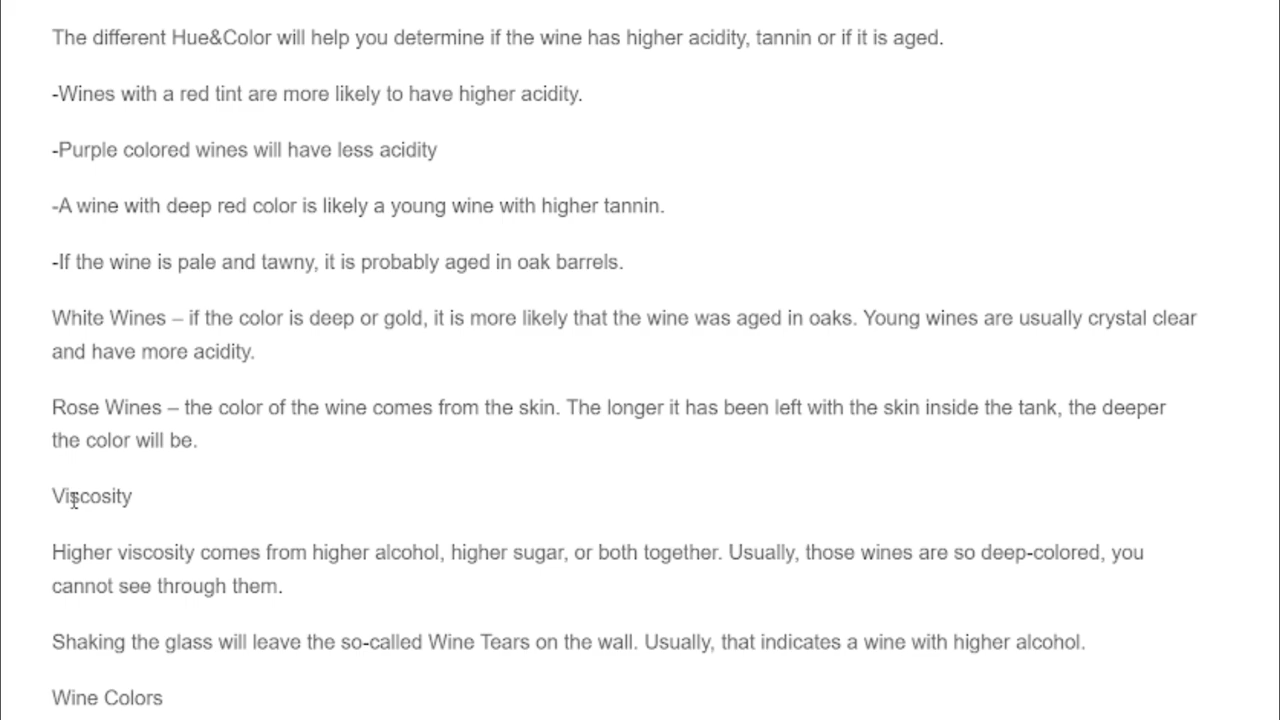 The different Hue&Color will help you determine if the wine has higher acidity, tannin or if it is aged.
-Wines with a red tint are more likely to have higher acidity.
-Purple colored wines will have less acidity
-A wine with deep red color is likely a young wine with higher tannin.
-If the wine is pale and tawny, it is probably aged in oak barrels.
White Wines – if the color is deep or gold, it is more likely that the wine was aged in oaks. Young wines are usually crystal clear
and have more acidity.
Rose Wines – the color of the wine comes from the skin. The longer it has been left with the skin inside the tank, the deeper
the color will be.
Viscosity
Higher viscosity comes from higher alcohol, higher sugar, or both together. Usually, those wines are so deep-colored, you
cannot see through them.
Shaking the glass will leave the so-called Wine Tears on the wall. Usually, that indicates a wine with higher alcohol.
Wine Colors